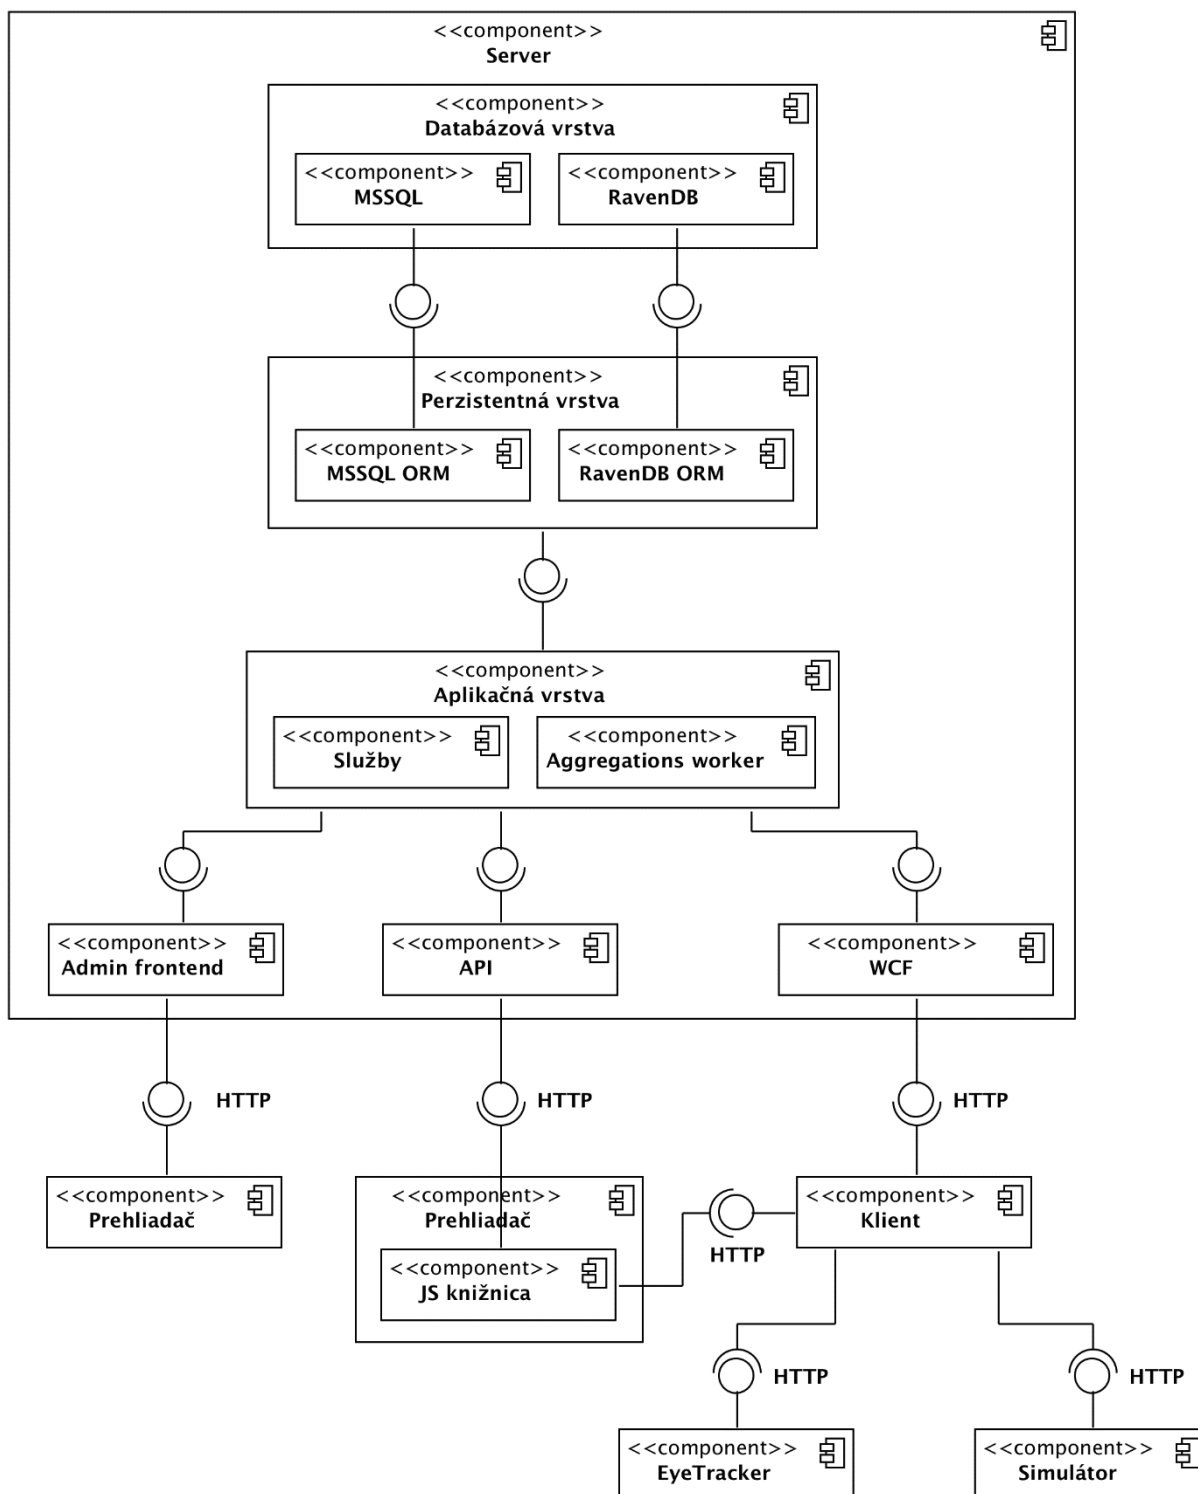 <<component>>
Server
<<component>>
Databázová vrstva
<<component>>
MSSQL
<<component>>
RavenDB
<<component>>
Perzistentná vrstva
<<component>>
MSSQL ORM
<<component>>
RavenDB ORM
<<component>>
Aplikačná vrstva
<<component>>
Služby
<<component>>
Aggregations worker
<<component>>
Admin frontend
<<component>>
API
<<component>>
WCF
HTTP
HTTP
HTTP
<<component>>
Prehliadač
<<component>>
Prehliadač
<<component>>
JS knižnica
HTTP
<<component>>
Klient
HTTP
HTTP
<<component>>
EyeTracker
<<component>>
Simulátor